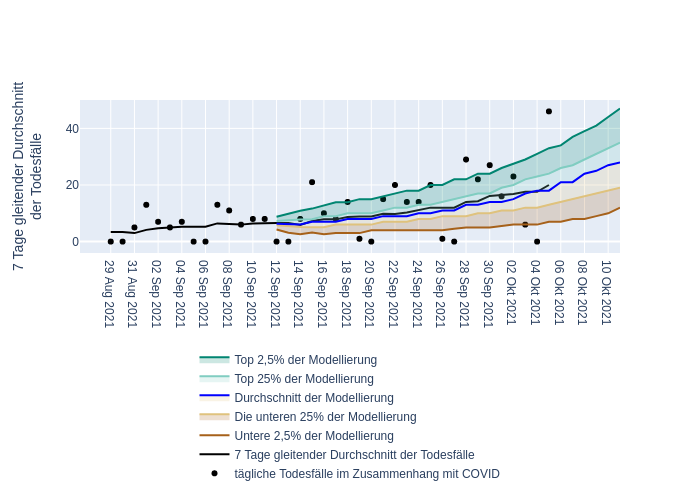 7 Tage gleitender Durchschnitt
der Todesfälle
40
20
0
29 Aug 2021
31 Aug 2021
02 Sep 2021
04 Sep 2021
06 Sep 2021
08 Sep 2021
10 Sep 2021
12 Sep 2021
14 Sep 2021
16 Sep 2021
18 Sep 2021
20 Sep 2021
22 Sep 2021
24 Sep 2021
26 Sep 2021
28 Sep 2021
30 Sep 2021
02 Okt 2021
04 Okt 2021
06 Okt 2021
08 Okt 2021
10 Okt 2021
Top 2,5% der Modellierung
Top 25% der Modellierung
Durchschnitt der Modellierung
Die unteren 25% der Modellierung
Untere 2,5% der Modellierung
7 Tage gleitender Durchschnitt der Todesfälle
tägliche Todesfälle im Zusammenhang mit COVID